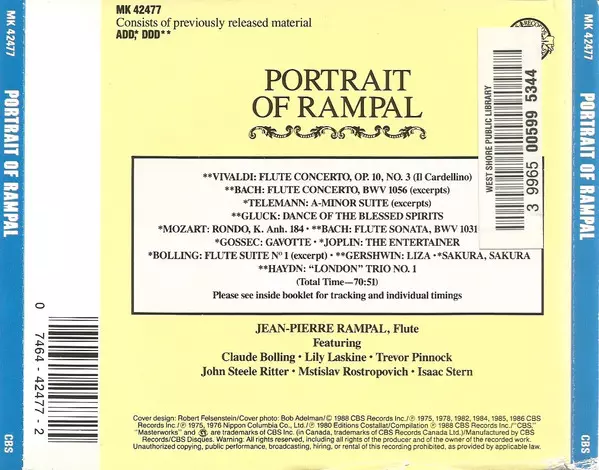 MK 42477
PORTRAIT OF RAMPAL
CBS
MK 42477
Consists of previously released material
ADD,* DDD**
PORTRAIT
OF RAMPAL
**VIVALDI: FLUTE CONCERTO, OP. 10, NO. 3 (Il Cardellino)
**BACH: FLUTE CONCERTO, BWV 1056 (excerpts)
*TELEMANN: A-MINOR SUITE (excerpts)
**GLUCK: DANCE OF THE BLESSED SPIRITS
*MOZART: RONDO, K. Anh. 184 • **BACH: FLUTE SONATA, BWV 1031
*GOSSEC: GAVOTTE • *JOPLIN: THE ENTERTAINER
*BOLLING: FLUTE SUITE Nº 1 (excerpt) • **GERSHWIN: LIZA • *SAKURA, SAKURA
**HAYDN: “LONDON” TRIO NO. 1
(Total Time—70:51)
Please see inside booklet for tracking and individual timings
JEAN-PIERRE RAMPAL, Flute
Featuring
Claude Bolling • Lily Laskine • Trevor Pinnock
John Steele Ritter • Mstislav Rostropovich • Isaac Stern
Cover design: Robert Felsenstein/Cover photo: Bob Adelman/© 1988 CBS Records Inc./℗ 1975, 1978, 1982, 1984, 1985, 1986 CBS
Records Inc./℗ 1975, 1976 Nippon Columbia Co., Ltd./ ℗ 1980 Editions Costallat/Compilation ℗ 1988 CBS Records Inc./"CBS,"
"Masterworks" and are trademarks of CBS Inc. (in Canada, trademarks of CBS Records Canada Ltd.)/Manufactured by CBS
Records/CBS Disques. Warning: All rights reserved, including all rights of the producer and of the owner of the recorded work.
Unauthorized copying, public performance, broadcasting, hiring, or rental of this recording prohibited, as provided by applicable law.
0 7464-42477-2
WEST SHORE PUBLIC LIBRARY
3 9965 00599 5344
MK 42477
PORTRAIT OF RAMPAL
CBS